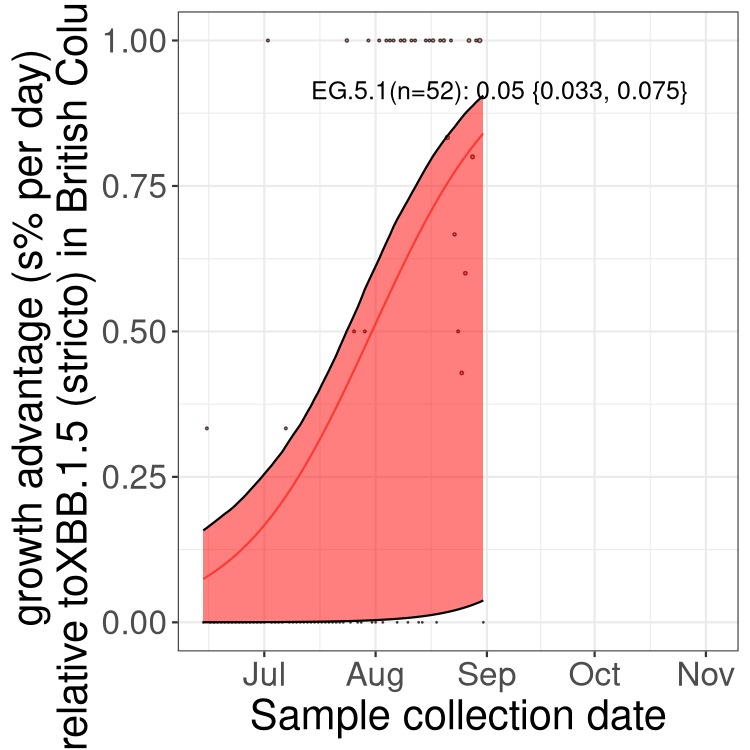 growth advantage (s% per day)
relative toXBB.1.5 (stricto) in British Colu
1.00
0.75
0.50
0.25
0.00
EG.5.1(n=52): 0.05 {0.033, 0.075}
Jul Aug Sep Oct Nov
Sample collection date